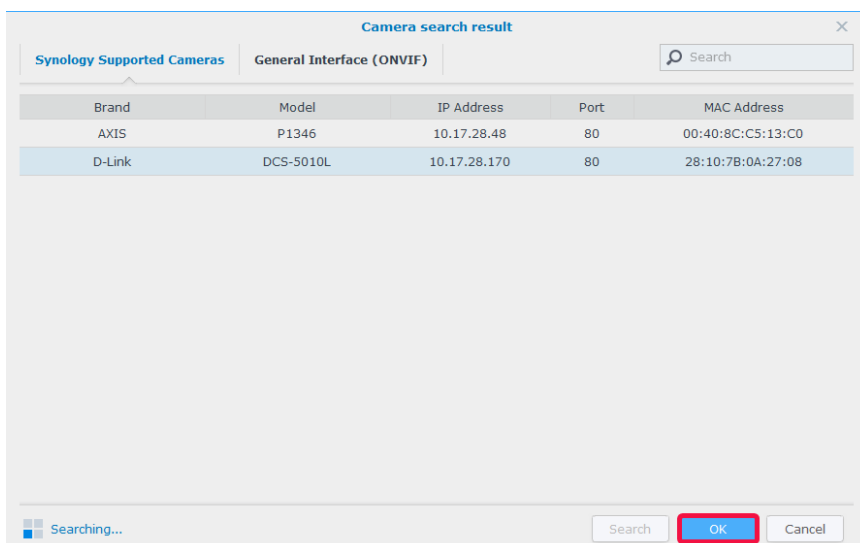 Camera search result
Synology Supported Cameras General Interface (ONVIF) Search
Brand Model IP Address Port MAC Address
AXIS P1346 10.17.28.48 80 00:40:8C:C5:13:C0
D-Link DCS-5010L 10.17.28.170 80 28:10:7B:0A:27:08
Searching... Search OK Cancel